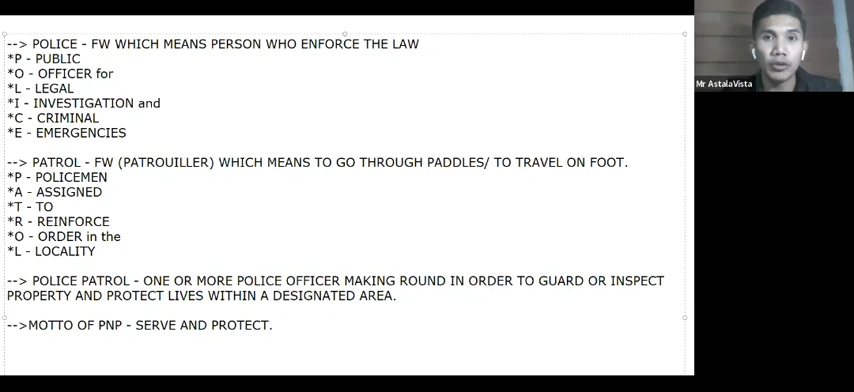 --> POLICE - FW WHICH MEANS PERSON WHO ENFORCE THE LAW
*P - PUBLIC
*O - OFFICER for
*L - LEGAL
*I - INVESTIGATION and
*C - CRIMINAL
*E - EMERGENCIES
--> PATROL - FW (PATROUILLER) WHICH MEANS TO GO THROUGH PADDLES/ TO TRAVEL ON FOOT.
*P - POLICEMEN
*A - ASSIGNED
*T - TO
*R - REINFORCE
*O - ORDER in the
*L - LOCALITY
--> POLICE PATROL - ONE OR MORE POLICE OFFICER MAKING ROUND IN ORDER TO GUARD OR INSPECT
PROPERTY AND PROTECT LIVES WITHIN A DESIGNATED AREA.
-->MOTTO OF PNP - SERVE AND PROTECT.
Mr AstalaVista